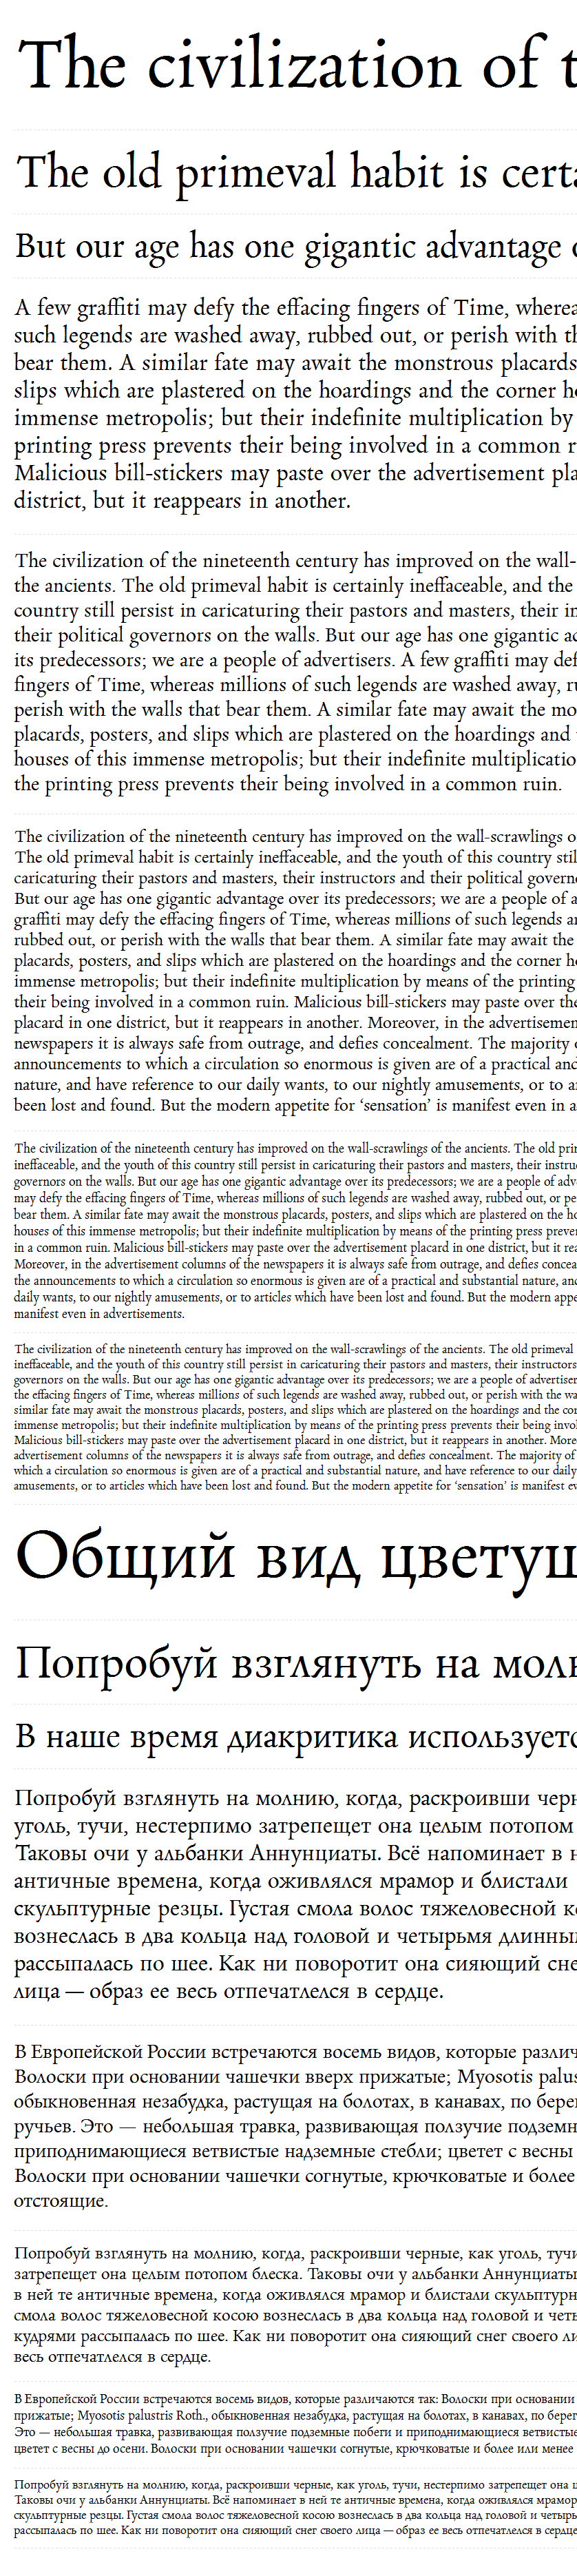 The civilization of t
The old primeval habit is certa
But our age has one gigantic advantage
A few graffiti may defy the effacing fingers of Time, wherea
such legends are washed away, rubbed out, or perish with th
bear them. A similar fate may await the monstrous placards
slips which are plastered on the hoardings and the corner ho
immense metropolis; but their indefinite multiplication by
printing press prevents their being involved in a common r
Malicious bill-stickers may paste over the advertisement pla
district, but it reappears in another.
The civilization of the nineteenth century has improved on the wall-
the ancients. The old primeval habit is certainly ineffaceable, and the
country still persist in caricaturing their pastors and masters, their in
their political governors on the walls. But our age has one gigantic ad
its predecessors; we are a people of advertisers. A few graffiti may def
fingers of Time, whereas millions of such legends are washed away, ru
perish with the walls that bear them. A similar fate may await the mo
placards, posters, and slips which are plastered on the hoardings and
houses of this immense metropolis; but their indefinite multiplicatio
the printing press prevents their being involved in a common ruin.
The civilization of the nineteenth century has improved on the wall-scrawlings o
The old primeval habit is certainly ineffaceable, and the youth of this country stil
caricaturing their pastors and masters, their instructors and their political governo
But our age has one gigantic advantage over its predecessors; we are a people of a
graffiti may defy the effacing fingers of Time, whereas millions of such legends ar
rubbed out, or perish with the walls that bear them. A similar fate may await the
placards, posters, and slips which are plastered on the hoardings and the corner ho
immense metropolis; but their indefinite multiplication by means of the printing
their being involved in a common ruin. Malicious bill-stickers may paste over the
placard in one district, but it reappears in another. Moreover, in the advertisemen
newspapers it is always safe from outrage, and defies concealment. The majority o
announcements to which a circulation so enormous is given are of a practical and
nature, and have reference to our daily wants, to our nightly amusements, or to ar
been lost and found. But the modern appetite for ‘sensation’ is manifest even in a
The civilization of the nineteenth century has improved on the wall-scrawlings of the ancients. The old prim
ineffaceable, and the youth of this country still persist in caricaturing their pastors and masters, their instruc
governors on the walls. But our age has one gigantic advantage over its predecessors; we are a people of adve
may defy the effacing fingers of Time, whereas millions of such legends are washed away, rubbed out, or pe
bear them. A similar fate may await the monstrous placards, posters, and slips which are plastered on the ho
houses of this immense metropolis; but their indefinite multiplication by means of the printing press preven
in a common ruin. Malicious bill-stickers may paste over the advertisement placard in one district, but it rea
Moreover, in the advertisement columns of the newspapers it is always safe from outrage, and defies concea
the announcements to which a circulation so enormous is given are of a practical and substantial nature, and
daily wants, to our nightly amusements, or to articles which have been lost and found. But the modern appe
manifest even in advertisements.
The civilization of the nineteenth century has improved on the wall-scrawlings of the ancients. The old primeval
ineffaceable, and the youth of this country still persist in caricaturing their pastors and masters, their instructors
governors on the walls. But our age has one gigantic advantage over its predecessors; we are a people of advertiser
the effacing fingers of Time, whereas millions of such legends are washed away, rubbed out, or perish with the wa
similar fate may await the monstrous placards, posters, and slips which are plastered on the hoardings and the cor
immense metropolis; but their indefinite multiplication by means of the printing press prevents their being invol
Malicious bill-stickers may paste over the advertisement placard in one district, but it reappears in another. More
advertisement columns of the newspapers it is always safe from outrage, and defies concealment. The majority of
which a circulation so enormous is given are of a practical and substantial nature, and have reference to our daily
amusements, or to articles which have been lost and found. But the modern appetite for ‘sensation’ is manifest ev
Общий вид цветущ
Попробуй взглянуть на молн
В наше время диакритика используетс
Попробуй взглянуть на молнию, когда, раскроивши черн
уголь, тучи, нестерпимо затрепещет она целым потопом
Таковы очи у альбанки Аннунциаты. Всё напоминает в н
античные времена, когда оживлялся мрамор и блистали
скульптурные резцы. Густая смола волос тяжеловесной ко
вознеслась в два кольца над головой и четырьмя длинны
рассыпалась по шее. Как ни поворотит она сияющий сне
лица — образ ее весь отпечатлелся в сердце.
В Европейской России встречаются восемь видов, которые различ
Волоски при основании чашечки вверх прижатые; Myosotis palus
обыкновенная незабудка, растущая на болотах, в канавах, по бере
ручьев. Это — небольшая травка, развивающая ползучие подземн
приподнимающиеся ветвистые надземные стебли; цветет с весны
Волоски при основании чашечки согнутые, крючковатые и более
отстоящие.
Попробуй взглянуть на молнию, когда, раскроивши черные, как уголь, тучи
затрепещет она целым потопом блеска. Таковы очи у альбанки Аннунциаты
в ней те античные времена, когда оживлялся мрамор и блистали скульптурн
смола волос тяжеловесной косою вознеслась в два кольца над головой и четь
кудрями рассыпалась по шее. Как ни поворотит она сияющий снег своего ли
весь отпечатлелся в сердце.
В Европейской России встречаются восемь видов, которые различаются так: Волоски при основании
прижатые; Myosotis palustris Roth., обыкновенная незабудка, растущая на болотах, в канавах, по берег
Это — небольшая травка, развивающая ползучие подземные побеги и приподнимающиеся ветвистые
цветет с весны до осени. Волоски при основании чашечки согнутые, крючковатые и более или менее
Попробуй взглянуть на молнию, когда, раскроивши черные, как уголь, тучи, нестерпимо затрепещет она ц
Таковы очи у альбанки Аннунциаты. Всё напоминает в ней те античные времена, когда оживлялся мрамор
скульптурные резцы. Густая смола волос тяжеловесной косою вознеслась в два кольца над головой и четырь
рассыпалась по шее. Как ни поворотит она сияющий снег своего лица — образ ее весь отпечатлелся в сердце